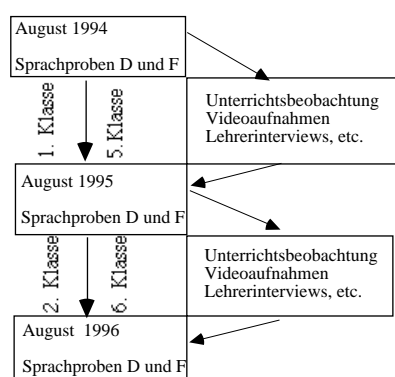 August 1994
Sprachproben D und F
1. Klasse
5. Klasse
Unterrichtsbeobachtung
Videoaufnahmen
Lehrerinterviews, etc.
August 1995
Sprachproben D und F
2. Klasse
6. Klasse
Unterrichtsbeobachtung
Videoaufnahmen
Lehrerinterviews, etc.
August 1996
Sprachproben D und F